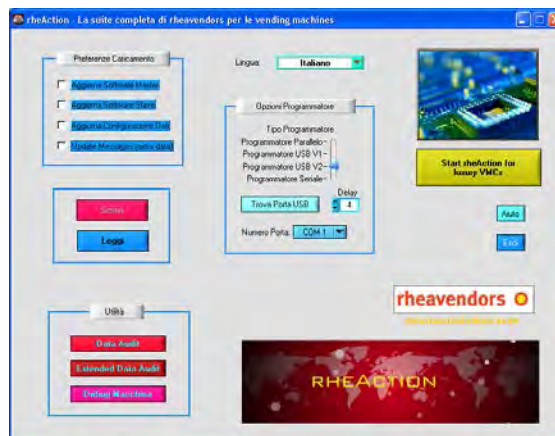 rheAction - La suite completa di rheavendors per le vending machines
Preferenze Caricamento
Aggiorna Software Master
Aggiorna Software Slave
Aggiorna Configurazione Dati
Update Messages (extra data)
Lingua:
Italiano
Opzioni Programmatore
Tipo Programmatore
Programmatore Parallelo
Programmatore USB V1
Programmatore USB V2
Programmatore Seriale
Delay
Trova Porta USB
4
Numero Porta:
COM 1
Start rheAction for
luxury VMCs
Scrivi
Leggi
Aiuto
Esci
rheavendors
Utilità
Data Audit
Extended Data Audit
Debug Macchina
RHEACTION